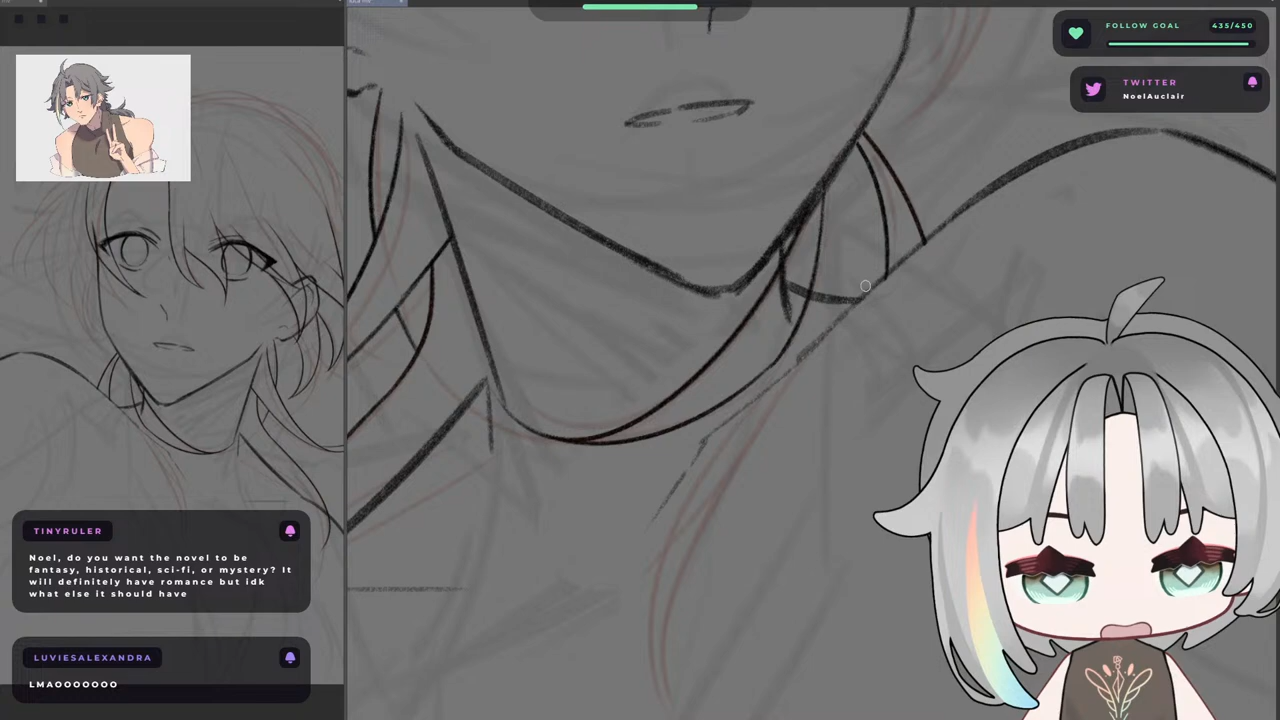 FOLLOW GOAL
435/450
TWITTER
NoelAuclair
TINYRULER
Noel, do you want the novel to be
fantasy, historical, sci-fi, or mystery? It
will definitely have romance but idk
what else it should have
LUVIESALEXANDRA
LMAOOOOOOO